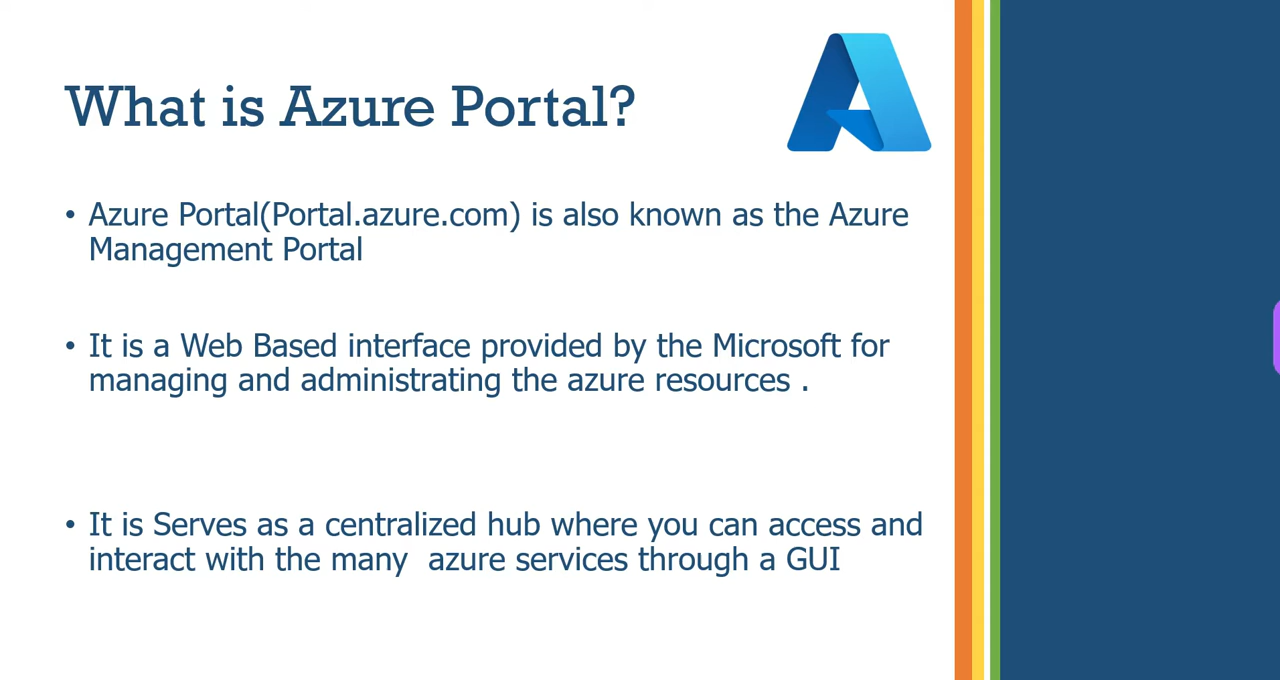 What is Azure Portal?
• Azure Portal(Portal.azure.com) is also known as the Azure
Management Portal
• It is a Web Based interface provided by the Microsoft for
managing and administrating the azure resources .
• It is Serves as a centralized hub where you can access and
interact with the many  azure services through a GUI